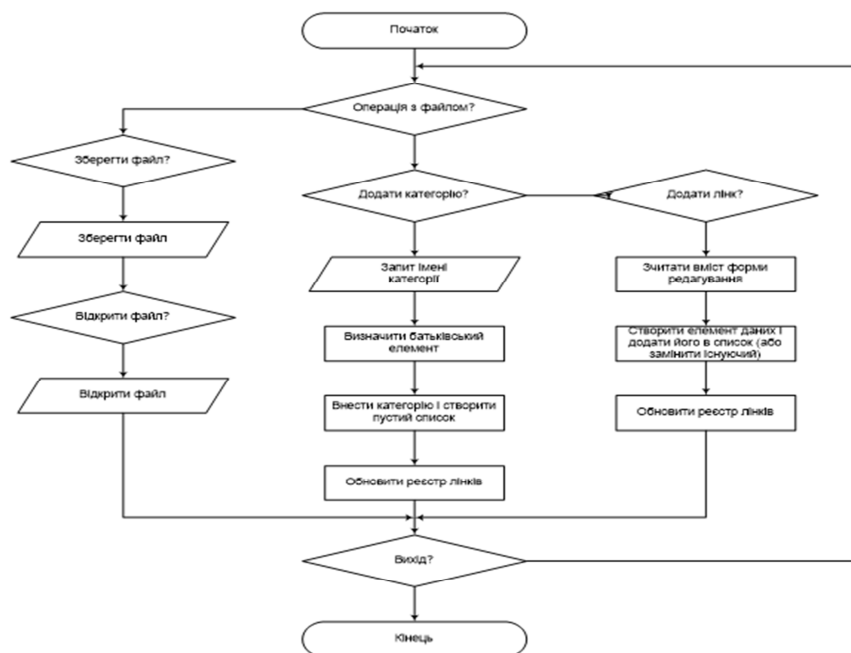 Початок
Операція з файлом?
Зберегти файл?
Додати категорію?
Додати лінк?
Зберегти файл
Запит імені
категорії
Зчитати вміст форми
редагування
Відкрити файл?
Визначити батьківський
елемент
Створити елемент даних і
додати його в список (або
замінити існуючий)
Відкрити файл
Внести категорію і створити
пустий список
Обновити реєстр лінків
Обновити реєстр лінків
Вихід?
Кінець